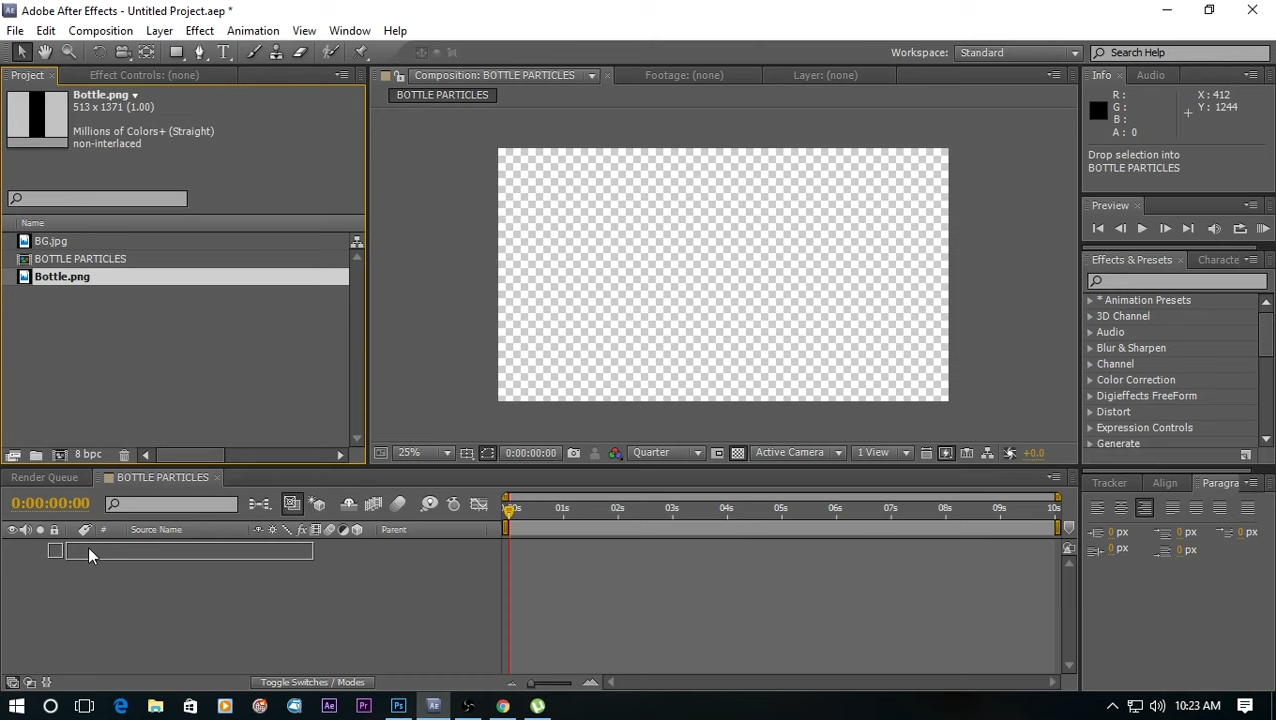 Adobe After Effects - Untitled Project.aep *
File Edit Composition Layer Effect Animation View Window Help
Workspace: Standard Search Help
Project Effect Controls: (none) Composition: BOTTLE PARTICLES Footage: (none) Layer: (none) Info Audio
BOTTLE PARTICLES
Bottle.png
513 x 1371 (1.00)
Millions of Colors+ (Straight)
non-interlaced
R :
G :
B :
A : 0
X : 412
Y : 1244
Drop selection into
BOTTLE PARTICLES
Preview
Name
BG.jpg
BOTTLE PARTICLES
Bottle.png
Effects & Presets Characte
* Animation Presets
3D Channel
Audio
Blur & Sharpen
Channel
Color Correction
Digieffects FreeForm
Distort
Expression Controls
Generate
8 bpc
25% 0:00:00:00 Quarter Active Camera 1 View +0.0
Render Queue BOTTLE PARTICLES
Tracker Align Paragra
0:00:00:00
01s 02s 03s 04s 05s 06s 07s 08s 09s 10s
# Source Name Parent
0 px 0 px 0 px
0 px 0 px
Toggle Switches / Modes
Ae Pr Ps Ae
10:23 AM